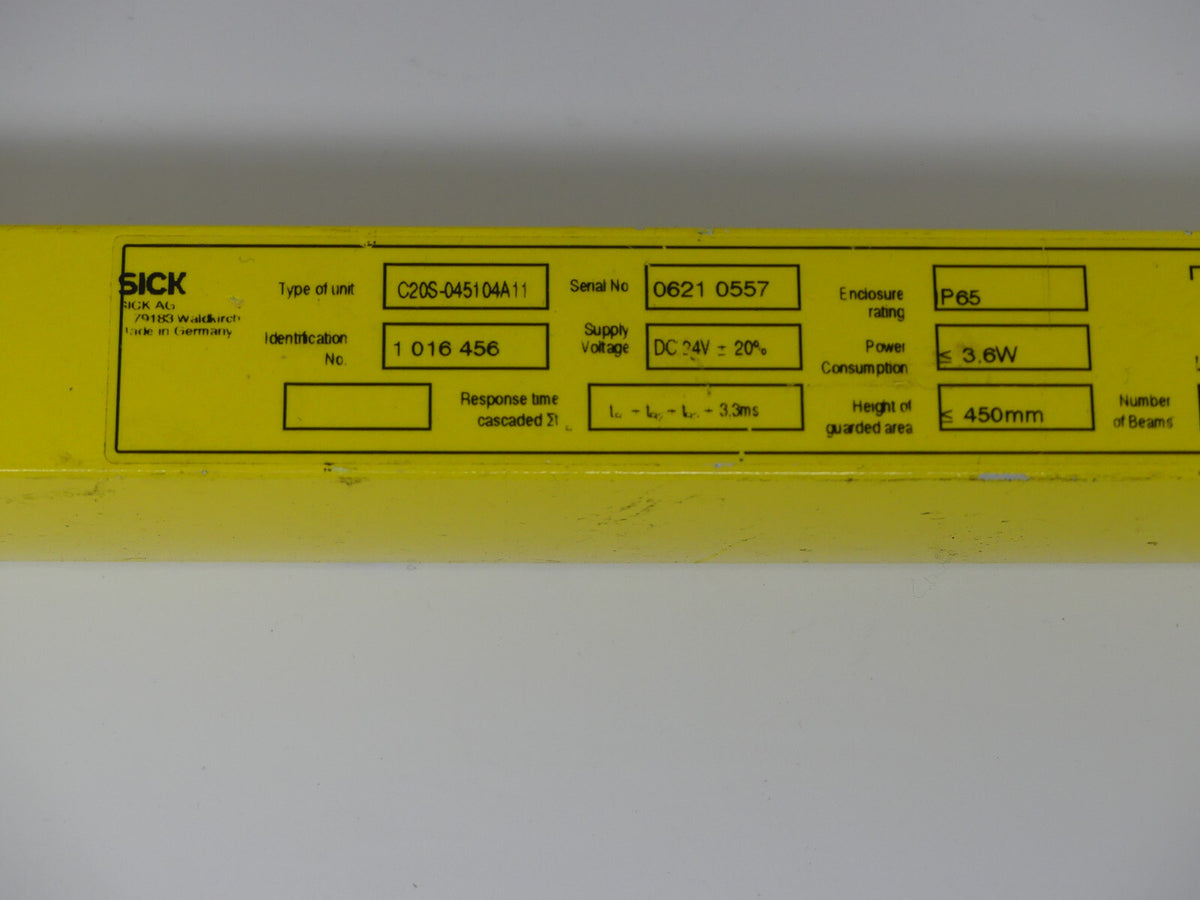 SICK
SICK AG
79183 Waldkirch
Made in Germany
Type of unit C20S-045104A11
Identification No. 1 016 456
Serial No 0621 0557
Supply Voltage DC 24V ± 20%
Response time cascaded Σt
+ 3.3ms
Enclosure rating IP65
Power Consumption ≤ 3.6W
Height of guarded area ≤ 450mm
Number of Beams